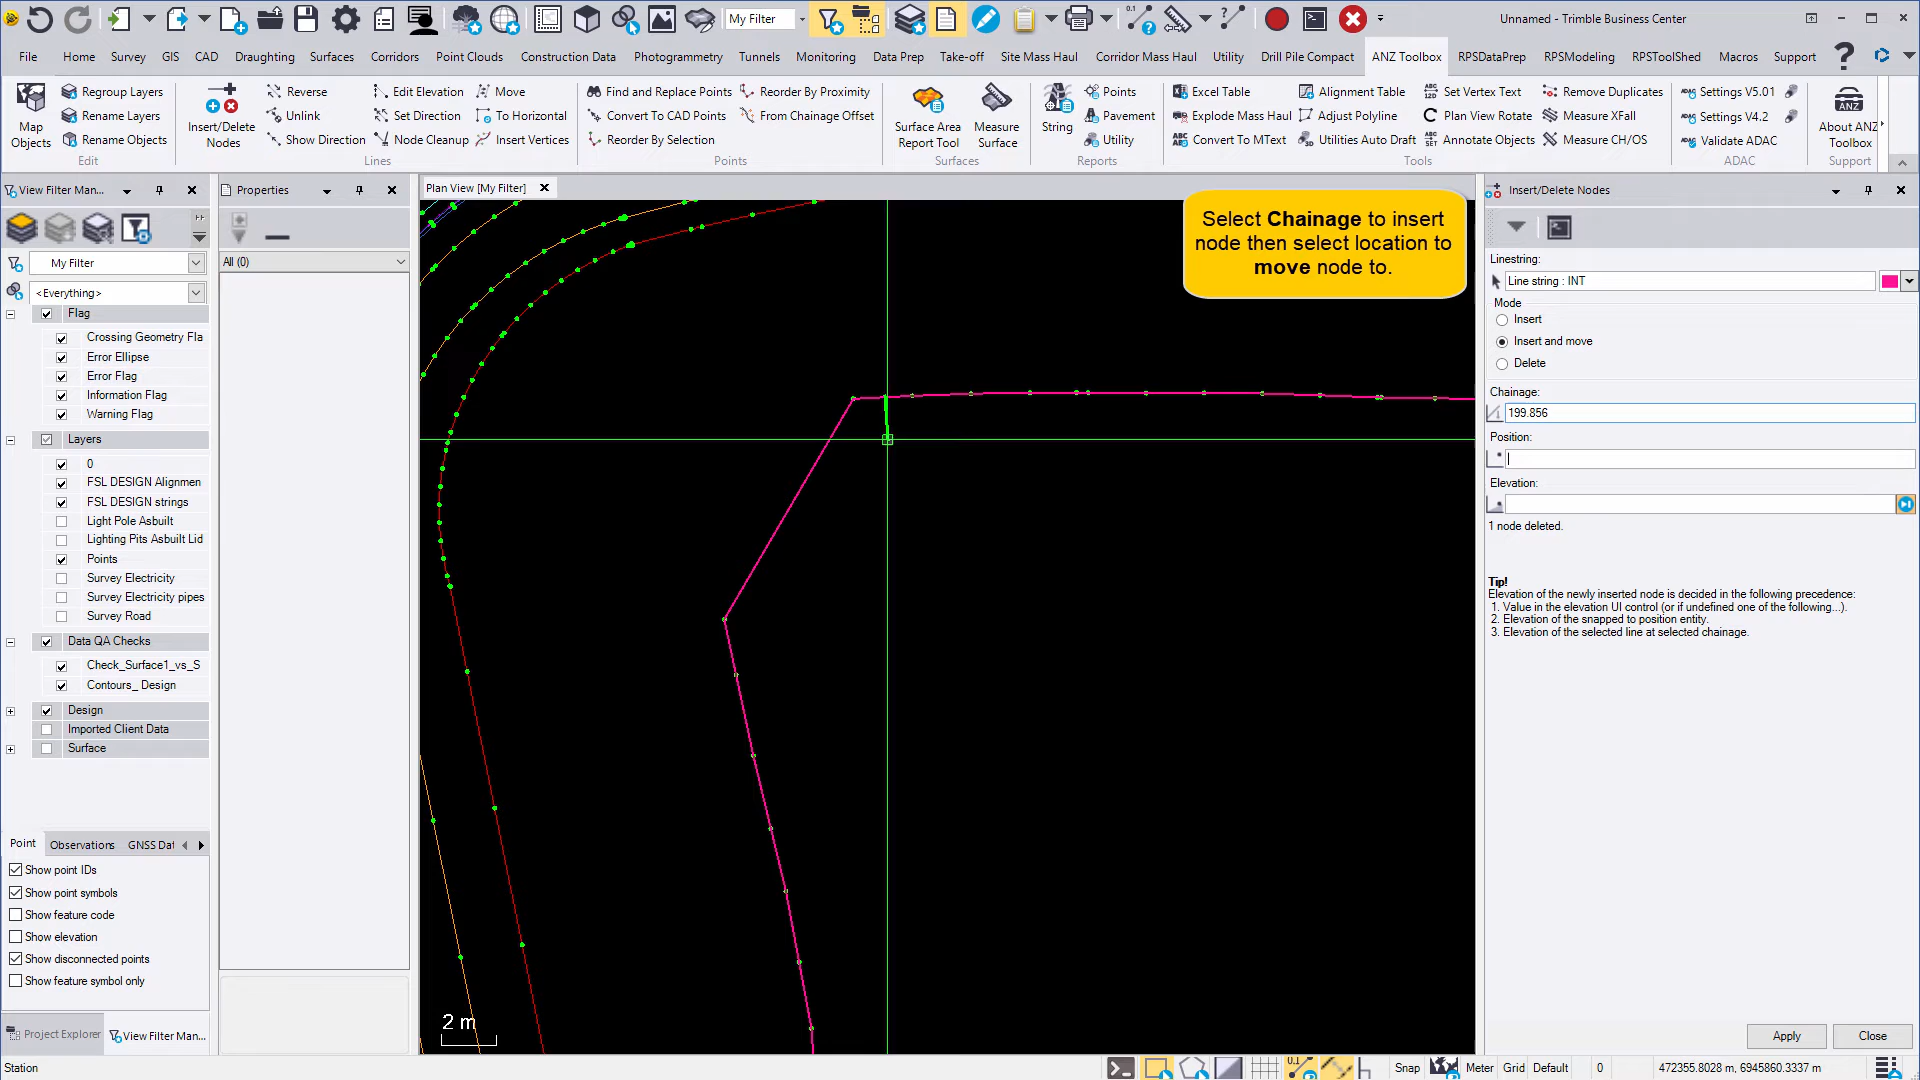 My Filter
Unnamed - Trimble Business Center
File Home Survey GIS CAD Draughting Surfaces Corridors Point Clouds Construction Data Photogrammetry Tunnels Monitoring Data Prep Take-off Site Mass Haul Corridor Mass Haul Utility Drill Pile Compact ANZ Toolbox RPSDataPrep RPSModeling RPSToolShed Macros Support
Map Objects
Regroup Layers
Rename Layers
Rename Objects
Edit
Insert/Delete Nodes
Reverse
Unlink
Show Direction
Edit Elevation
Set Direction
Node Cleanup
Move
To Horizontal
Insert Vertices
Lines
Find and Replace Points
Convert To CAD Points
Reorder By Selection
Reorder By Proximity
From Chainage Offset
Points
Surface Area Report Tool
Measure Surface
Surfaces
String
Points
Pavement
Utility
Reports
Excel Table
Explode Mass Haul
Convert To MText
Alignment Table
Adjust Polyline
Utilities Auto Draft
Set Vertex Text
Plan View Rotate
Annotate Objects
Remove Duplicates
Measure XFall
Measure CH/OS
Tools
Settings V5.01
Settings V4.2
Validate ADAC
ADAC
About ANZ Toolbox
Support
View Filter Man...
My Filter
<Everything>
Flag
Crossing Geometry Fla
Error Ellipse
Error Flag
Information Flag
Warning Flag
Layers
0
FSL DESIGN Alignmen
FSL DESIGN strings
Light Pole Asbuilt
Lighting Pits Asbuilt Lid
Points
Survey Electricity
Survey Electricity pipes
Survey Road
Data QA Checks
Check_Surface1_vs_S
Contours_ Design
Design
Imported Client Data
Surface
Point Observations GNSS Dat
Show point IDs
Show point symbols
Show feature code
Show elevation
Show disconnected points
Show feature symbol only
Project Explorer View Filter Man...
Properties
All (0)
Plan View [My Filter]
Select Chainage to insert
node then select location to
move node to.
2 m
Insert/Delete Nodes
Linestring:
Line string : INT
Mode
Insert
Insert and move
Delete
Chainage:
199.856
Position:
Elevation:
1 node deleted.
Tip!
Elevation of the newly inserted node is decided in the following precedence:
1. Value in the elevation UI control (or if undefined one of the following...).
2. Elevation of the snapped to position entity.
3. Elevation of the selected line at selected chainage.
Apply Close
Station
Snap Meter Grid Default 0 472355.8028 m, 6945860.3337 m